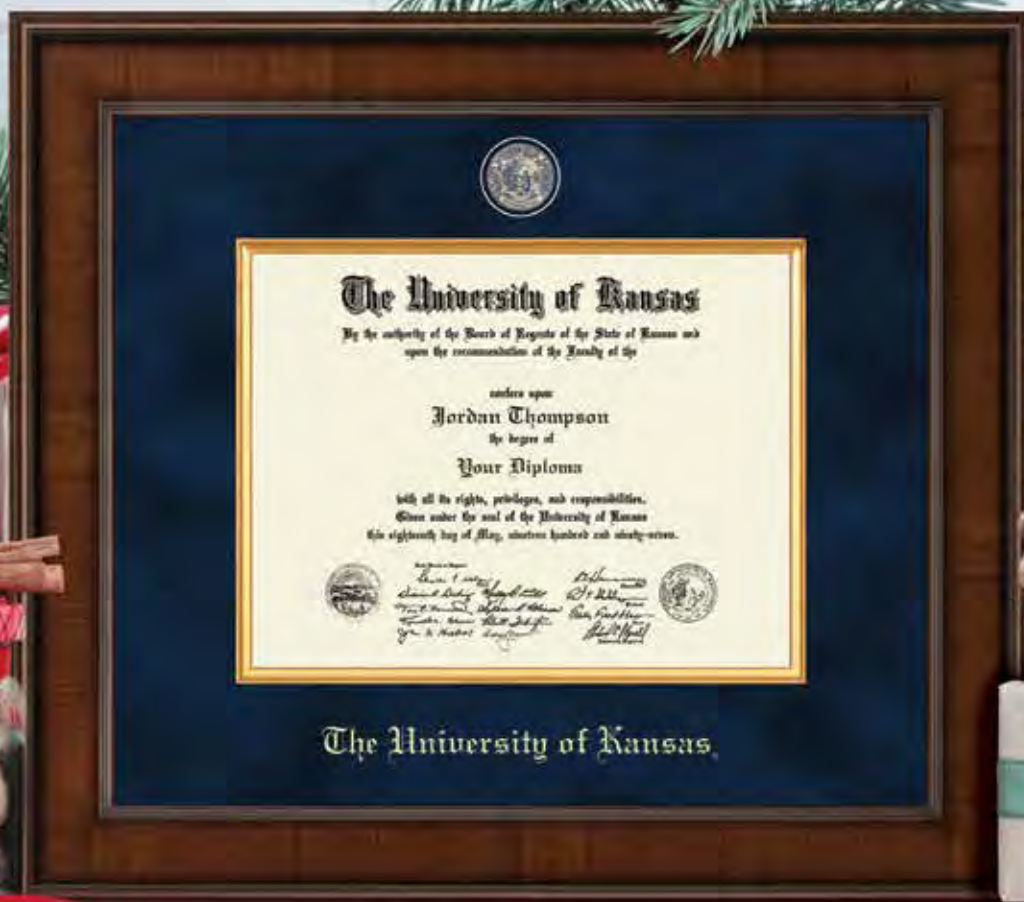 The University of Kansas
By the authority of the Board of Regents of the State of Kansas and
upon the recommendation of the Faculty of the
confers upon
Jordan Thompson
the degree of
Your Diploma
with all its rights, privileges, and responsibilities.
Given under the seal of the University of Kansas
this eighteenth day of May, nineteen hundred and ninety-seven.
The University of Kansas